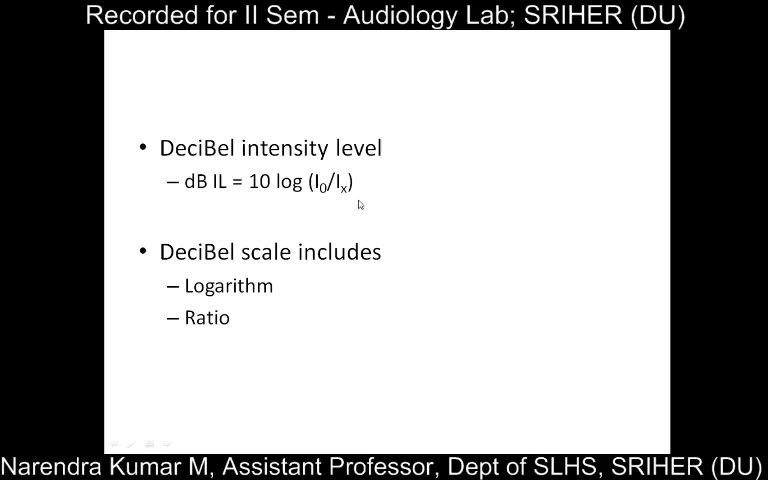 Recorded for II Sem - Audiology Lab; SRIHER (DU)
• DeciBel intensity level
– dB IL = 10 log (I₀/Iₓ)
• DeciBel scale includes
– Logarithm
– Ratio
Narendra Kumar M, Assistant Professor, Dept of SLHS, SRIHER (DU)